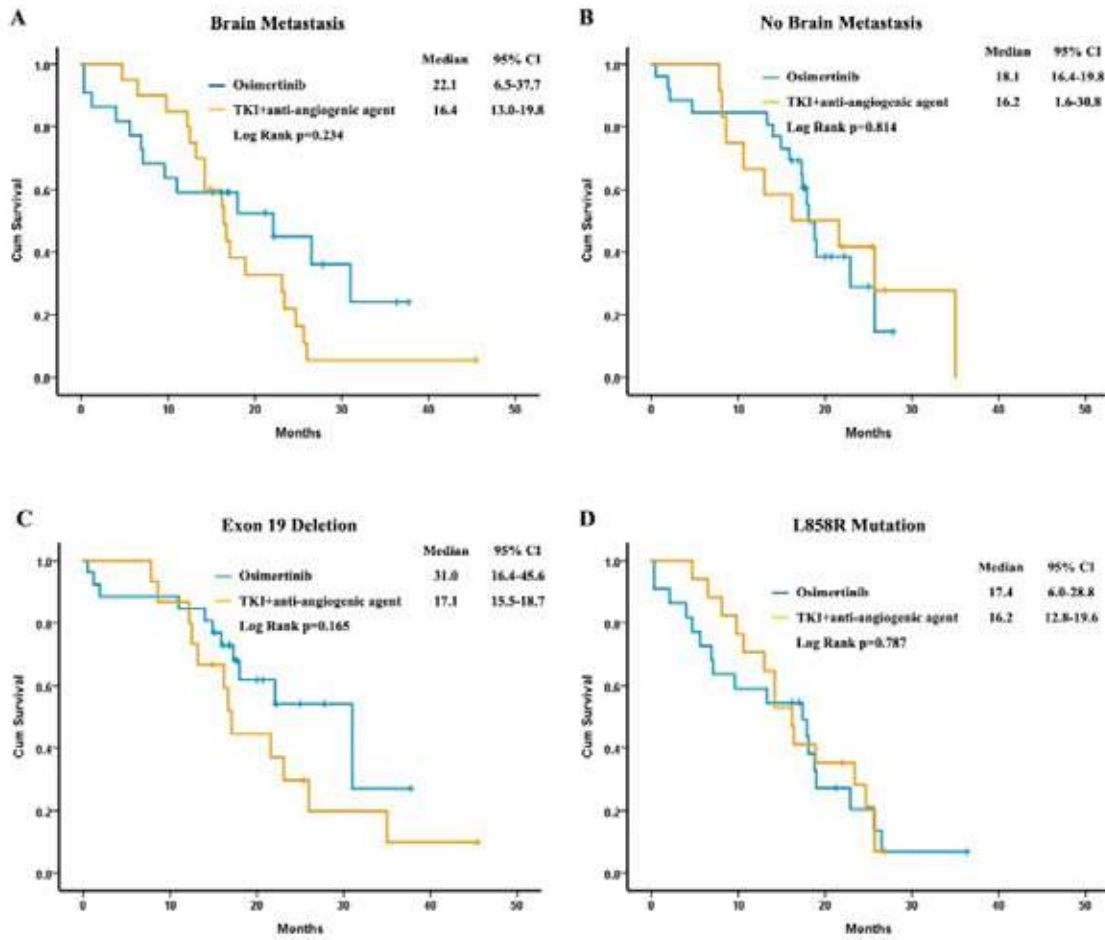 A
Brain Metastasis
Median 95% CI
Osimertinib 22.1 6.5-37.7
TKI+anti-angiogenic agent 16.4 13.0-19.8
Log Rank p=0.234
Cum Survival
1.0
0.8
0.6
0.4
0.2
0.0
0 10 20 30 40 50
Months
B
No Brain Metastasis
Median 95% CI
Osimertinib 18.1 16.4-19.8
TKI+anti-angiogenic agent 16.2 1.6-30.8
Log Rank p=0.814
Cum Survival
1.0
0.8
0.6
0.4
0.2
0.0
0 10 20 30 40 50
Months
C
Exon 19 Deletion
Median 95% CI
Osimertinib 31.0 16.4-45.6
TKI+anti-angiogenic agent 17.1 15.5-18.7
Log Rank p=0.165
Cum Survival
1.0
0.8
0.6
0.4
0.2
0.0
0 10 20 30 40 50
Months
D
L858R Mutation
Median 95% CI
Osimertinib 17.4 6.0-28.8
TKI+anti-angiogenic agent 16.2 12.8-19.6
Log Rank p=0.787
Cum Survival
1.0
0.8
0.6
0.4
0.2
0.0
0 10 20 30 40 50
Months